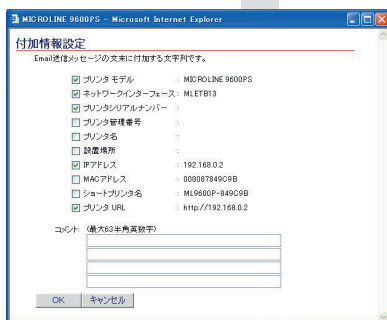 MICROLINE 9600PS - Microsoft Internet Explorer
付加情報設定
Email送信メッセージの文末に付加する文字列です。
プリンタ モデル : MICROLINE 9600PS
ネットワークインターフェース : MLETB13
プリンタシリアルナンバー :
プリンタ管理番号 :
プリンタ名 :
設置場所 :
IPアドレス : 192.168.0.2
MACアドレス : 008087849C9B
ショートプリンタ名 : ML9600P-849C9B
プリンタ URL : http://192.168.0.2
コメント: (最大63半角英数字)
OK キャンセル